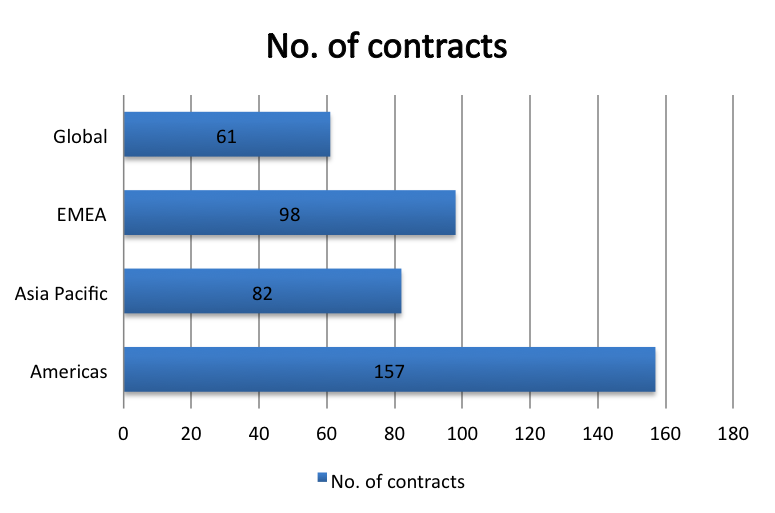 No. of contracts
Global 61
EMEA 98
Asia Pacific 82
Americas 157
0 20 40 60 80 100 120 140 160 180
No. of contracts